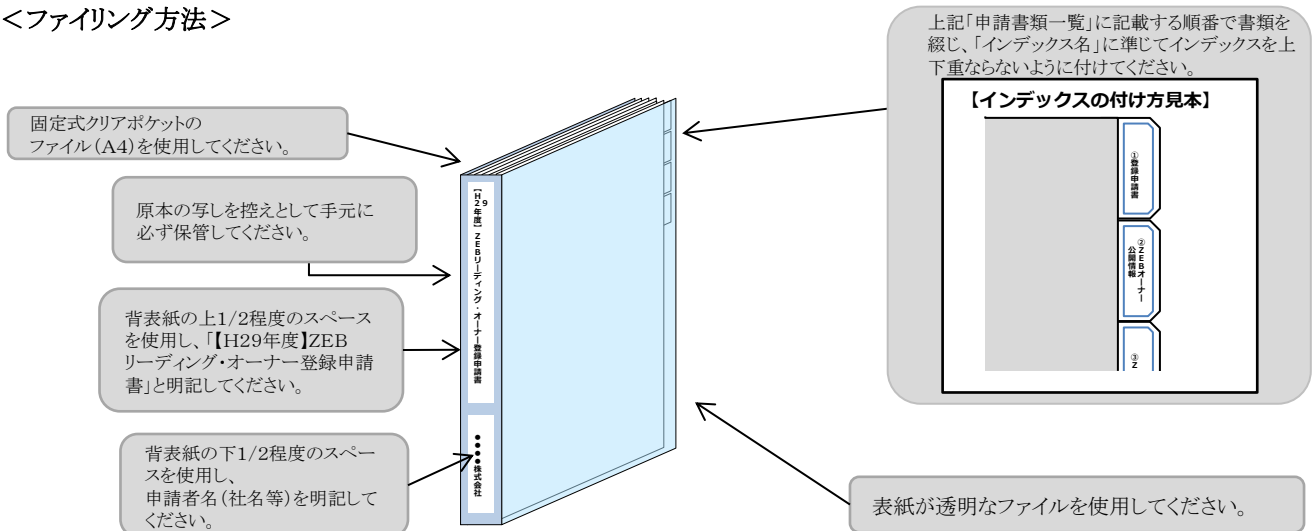 ＜ファイリング方法＞
上記「申請書類一覧」に記載する順番で書類を
綴じ、「インデックス名」に準じてインデックスを上
下重ならないように付けてください。
【インデックスの付け方見本】
①登録申請書
②ZEBオーナー
公開情報
③Z
固定式クリアポケットの
ファイル(A4)を使用してください。
原本の写しを控えとして手元に
必ず保管してください。
背表紙の上1/2程度のスペース
を使用し、「【H29年度】ZEB
リーディング・オーナー登録申請
書」と明記してください。
背表紙の下1/2程度のスペー
スを使用し、
申請者名(社名等)を明記して
ください。
【H29年度】ZEBリーディング・オーナー登録申請書
●●●●株式会社
表紙が透明なファイルを使用してください。